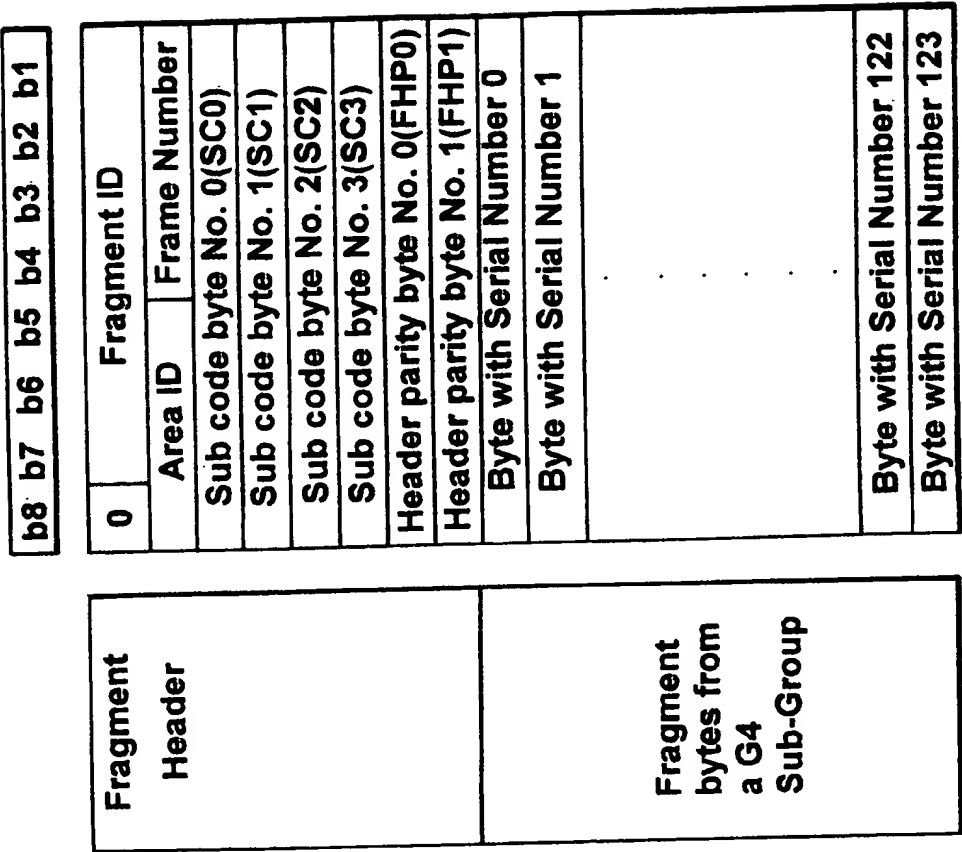 b8 b7 b6 b5 b4 b3 b2 b1
Fragment
Header
0 Fragment ID
Area ID Frame Number
Sub code byte No. 0(SC0)
Sub code byte No. 1(SC1)
Sub code byte No. 2(SC2)
Sub code byte No. 3(SC3)
Header parity byte No. 0(FHP0)
Header parity byte No. 1(FHP1)
Fragment
bytes from
a G4
Sub-Group
Byte with Serial Number 0
Byte with Serial Number 1
. . . . . .
Byte with Serial Number 122
Byte with Serial Number 123